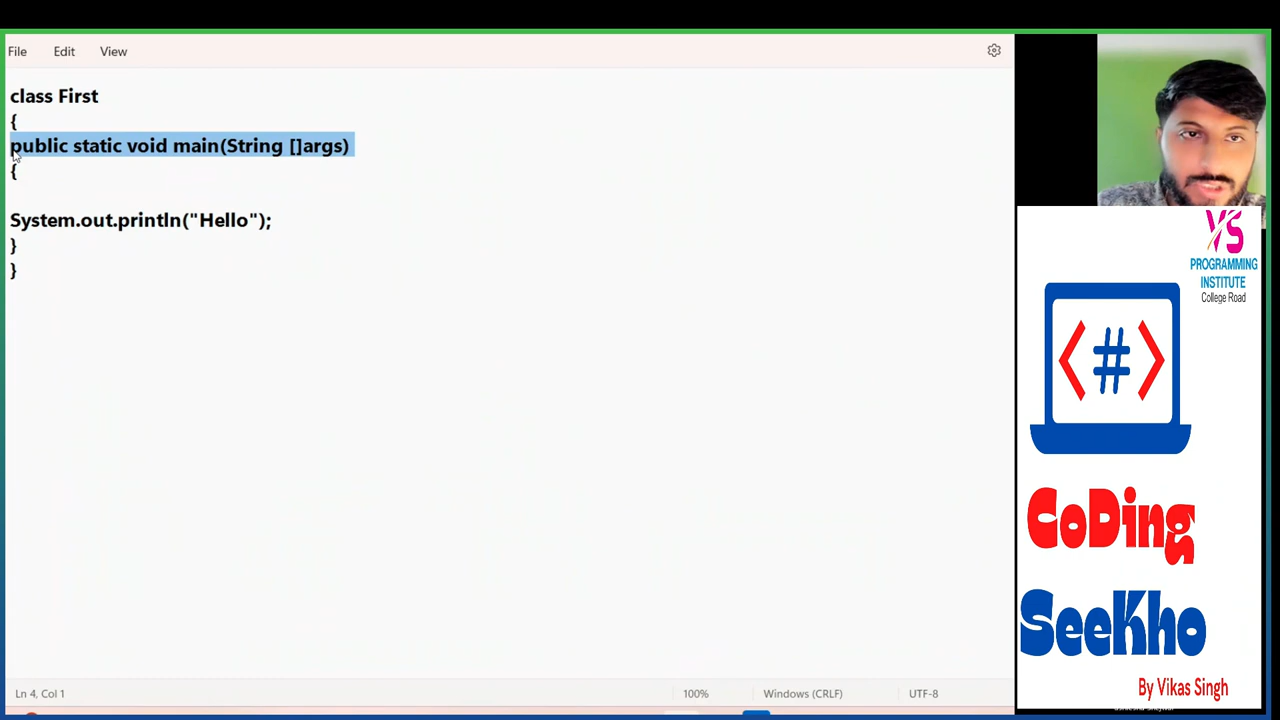 File Edit View
class First
{
public static void main(String []args)
{
System.out.println("Hello");
}
}
Ln 4, Col 1
100%
Windows (CRLF)
UTF-8
VS
PROGRAMMING
INSTITUTE
College Road
<#>
CoDing
SeeKho
By Vikas Singh